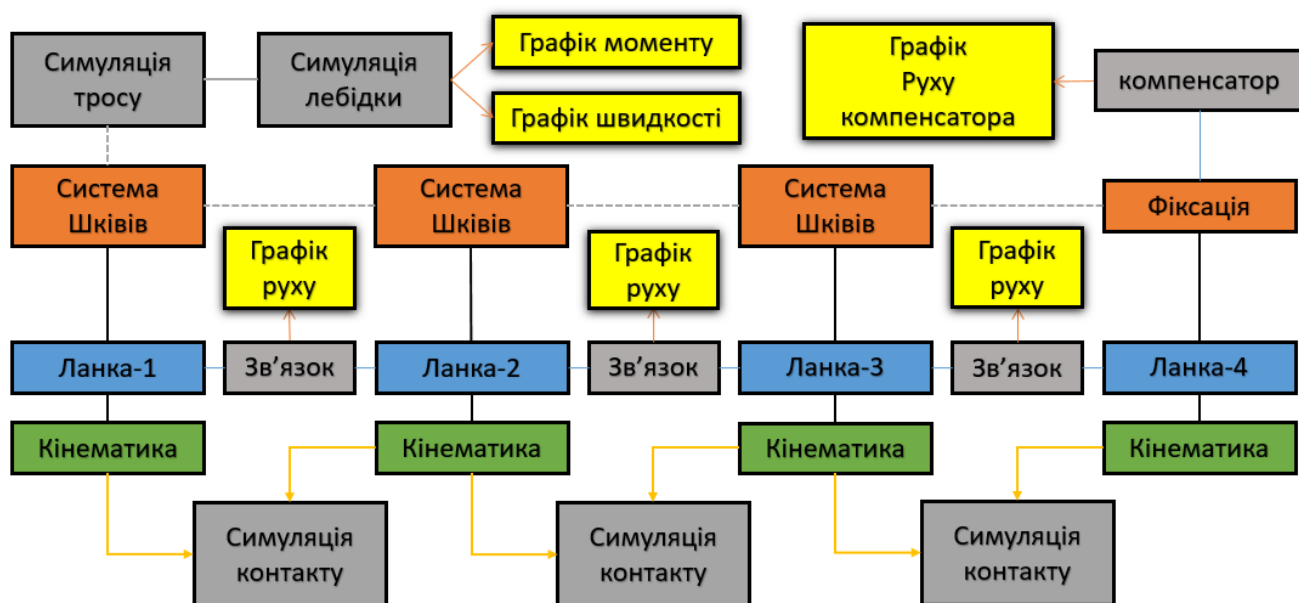 Симуляція
тросу
Симуляція
лебідки
Графік моменту
Графік швидкості
Графік
Руху
компенсатора
компенсатор
Система
Шківів
Система
Шківів
Система
Шківів
Фіксація
Графік
руху
Графік
руху
Графік
руху
Ланка-1
Зв’язок
Ланка-2
Зв’язок
Ланка-3
Зв’язок
Ланка-4
Кінематика
Кінематика
Кінематика
Кінематика
Симуляція
контакту
Симуляція
контакту
Симуляція
контакту